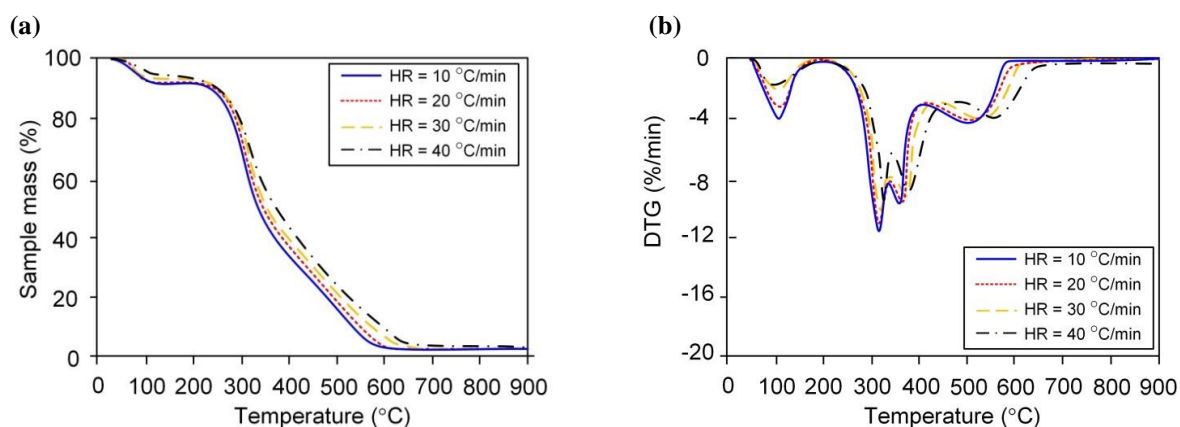 (a)
100
80
60
40
20
0
Sample mass (%)
HR = 10 °C/min
HR = 20 °C/min
HR = 30 °C/min
HR = 40 °C/min
0 100 200 300 400 500 600 700 800 900
Temperature (°C)
(b)
0
-4
-8
-12
-16
-20
DTG (%/min)
HR = 10 °C/min
HR = 20 °C/min
HR = 30 °C/min
HR = 40 °C/min
0 100 200 300 400 500 600 700 800 900
Temperature (°C)